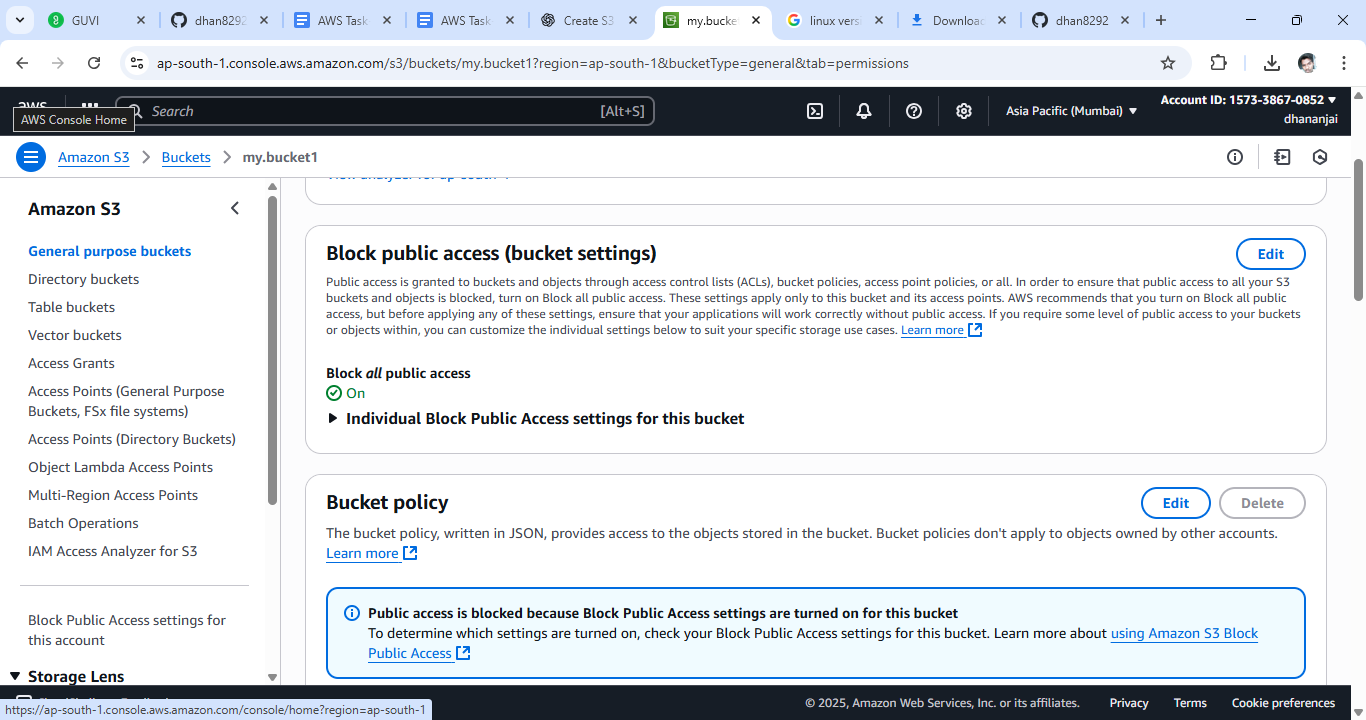 GUVI
dhan8292
AWS Task
AWS Task
Create S3
my.bucket
linux vers
Download
dhan8292
ap-south-1.console.aws.amazon.com/s3/buckets/my.bucket1?region=ap-south-1&bucketType=general&tab=permissions
aws
Search
[Alt+S]
Asia Pacific (Mumbai)
Account ID: 1573-3867-0852
dhananjai
AWS Console Home
Amazon S3
Buckets
my.bucket1
Amazon S3
General purpose buckets
Directory buckets
Table buckets
Vector buckets
Access Grants
Access Points (General Purpose
Buckets, FSx file systems)
Access Points (Directory Buckets)
Object Lambda Access Points
Multi-Region Access Points
Batch Operations
IAM Access Analyzer for S3
Block Public Access settings for
this account
Storage Lens
View analyzer for ap-south-1
Block public access (bucket settings)
Edit
Public access is granted to buckets and objects through access control lists (ACLs), bucket policies, access point policies, or all. In order to ensure that public access to all your S3
buckets and objects is blocked, turn on Block all public access. These settings apply only to this bucket and its access points. AWS recommends that you turn on Block all public
access, but before applying any of these settings, ensure that your applications will work correctly without public access. If you require some level of public access to your buckets
or objects within, you can customize the individual settings below to suit your specific storage use cases. Learn more
Block all public access
On
Individual Block Public Access settings for this bucket
Bucket policy
Edit
Delete
The bucket policy, written in JSON, provides access to the objects stored in the bucket. Bucket policies don't apply to objects owned by other accounts.
Learn more
Public access is blocked because Block Public Access settings are turned on for this bucket
To determine which settings are turned on, check your Block Public Access settings for this bucket. Learn more about using Amazon S3 Block
Public Access
© 2025, Amazon Web Services, Inc. or its affiliates.
Privacy
Terms
Cookie preferences
https://ap-south-1.console.aws.amazon.com/console/home?region=ap-south-1